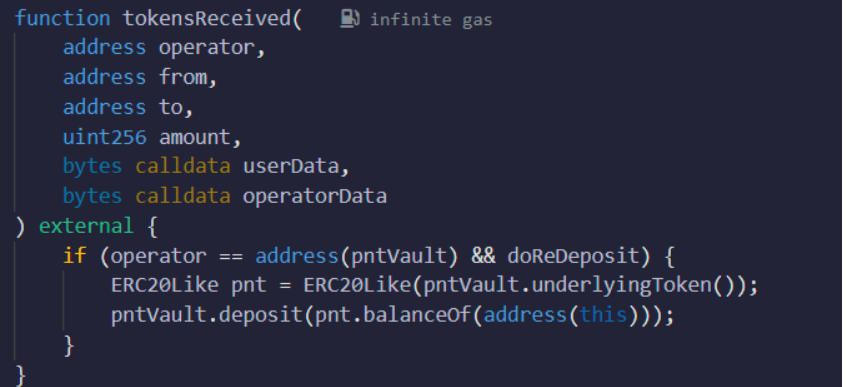 function tokensReceived( infinite gas
    address operator,
    address from,
    address to,
    uint256 amount,
    bytes calldata userData,
    bytes calldata operatorData
) external {
    if (operator == address(pntVault) && doReDeposit) {
        ERC20Like pnt = ERC20Like(pntVault.underlyingToken());
        pntVault.deposit(pnt.balanceOf(address(this)));
    }
}